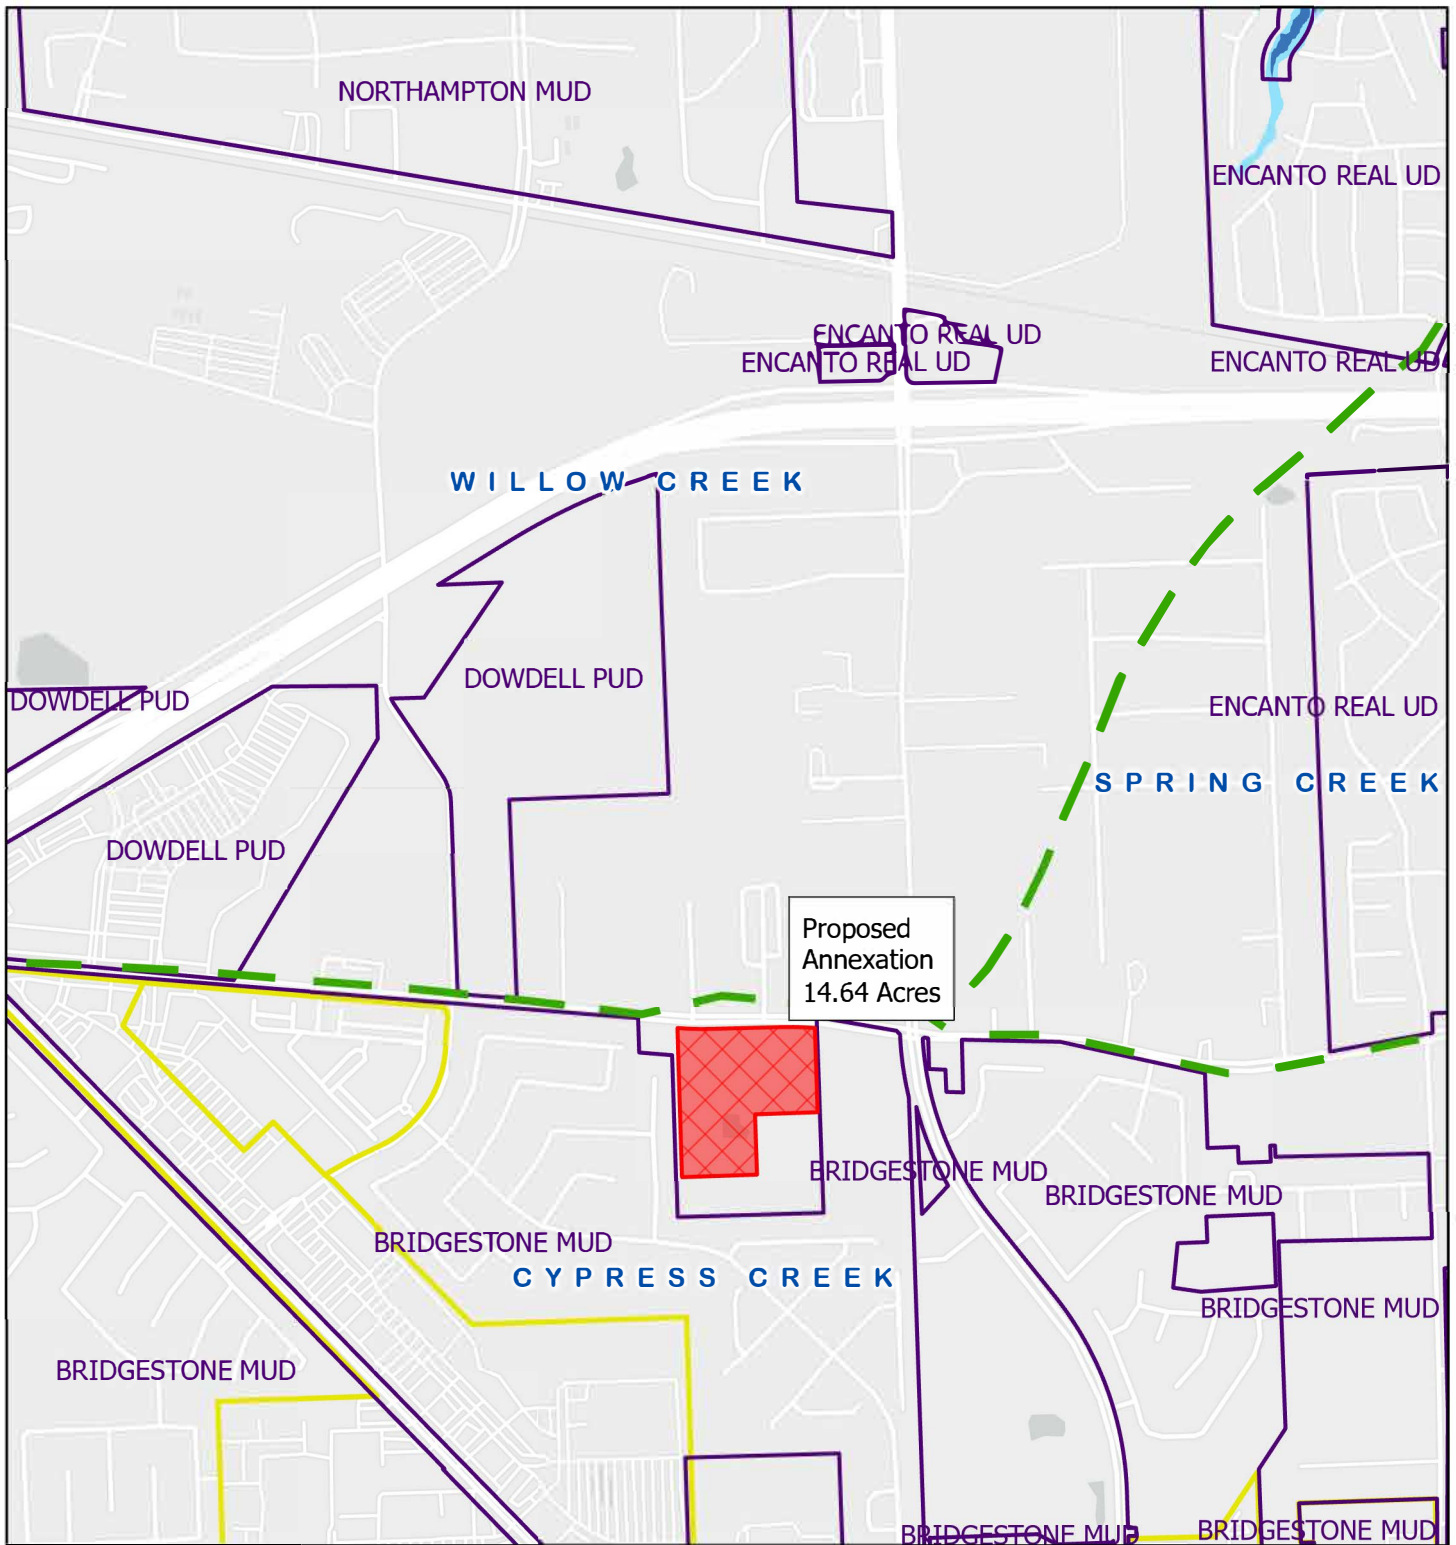 NORTHAMPTON MUD
ENCANTO REAL UD
ENCANTO REAL UD
ENCANTO REAL UD
ENCANTO REAL UD
WILLOW CREEK
DOWDELL PUD
DOWDELL PUD
ENCANTO REAL UD
SPRING CREEK
DOWDELL PUD
Proposed
Annexation
14.64 Acres
BRIDGESTONE MUD
BRIDGESTONE MUD
BRIDGESTONE MUD
CYPRESS CREEK
BRIDGESTONE MUD
BRIDGESTONE MUD
BRIDGESTONE MUD
BRIDGESTONE MUD